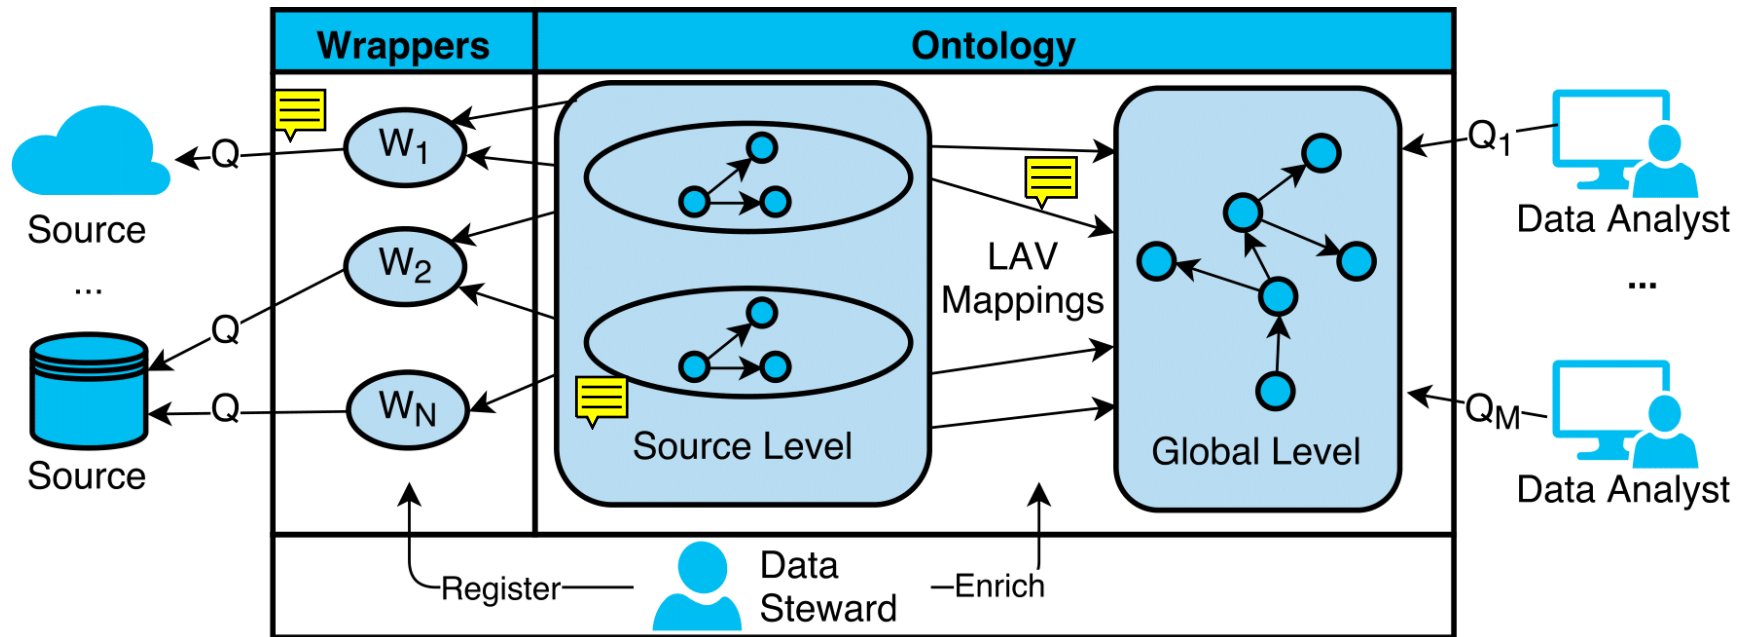 Wrappers
Ontology
Source
...
Source
Q
Q
Q
W1
W2
WN
Source Level
LAV
Mappings
Global Level
Q1
QM
Data Analyst
...
Data Analyst
Register
Data
Steward
Enrich